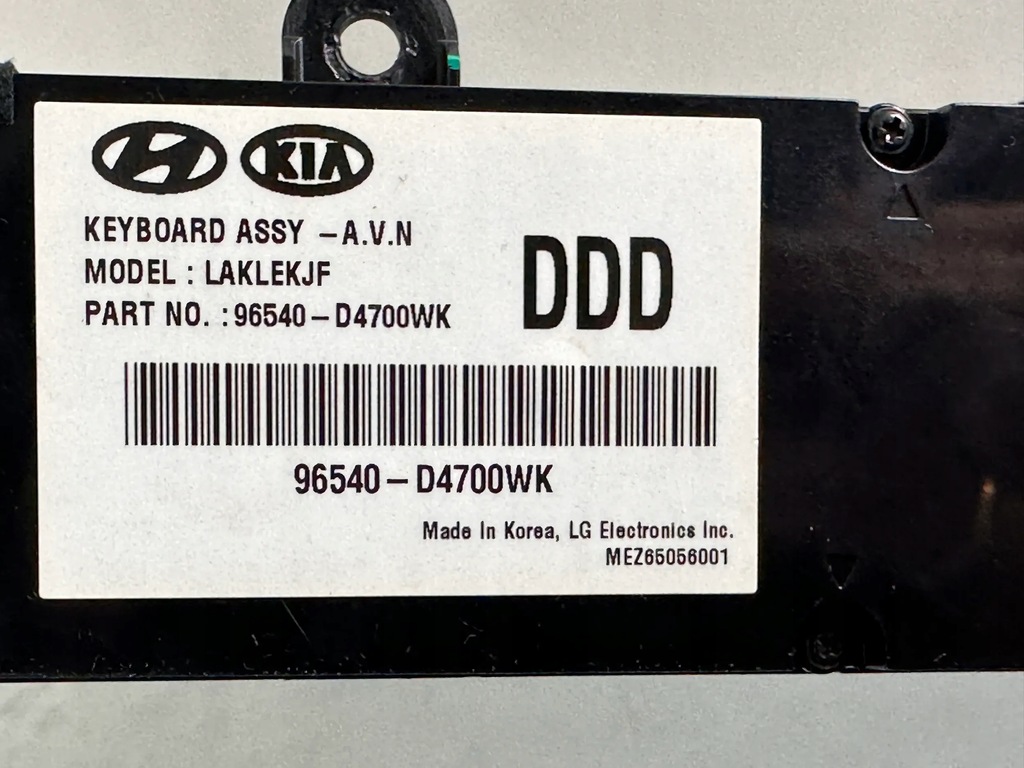 KIA
KEYBOARD ASSY -A.V.N
MODEL : LAKLEKJF
PART NO. : 96540-D4700WK
DDD
96540-D4700WK
Made In Korea, LG Electronics Inc.
MEZ65056001